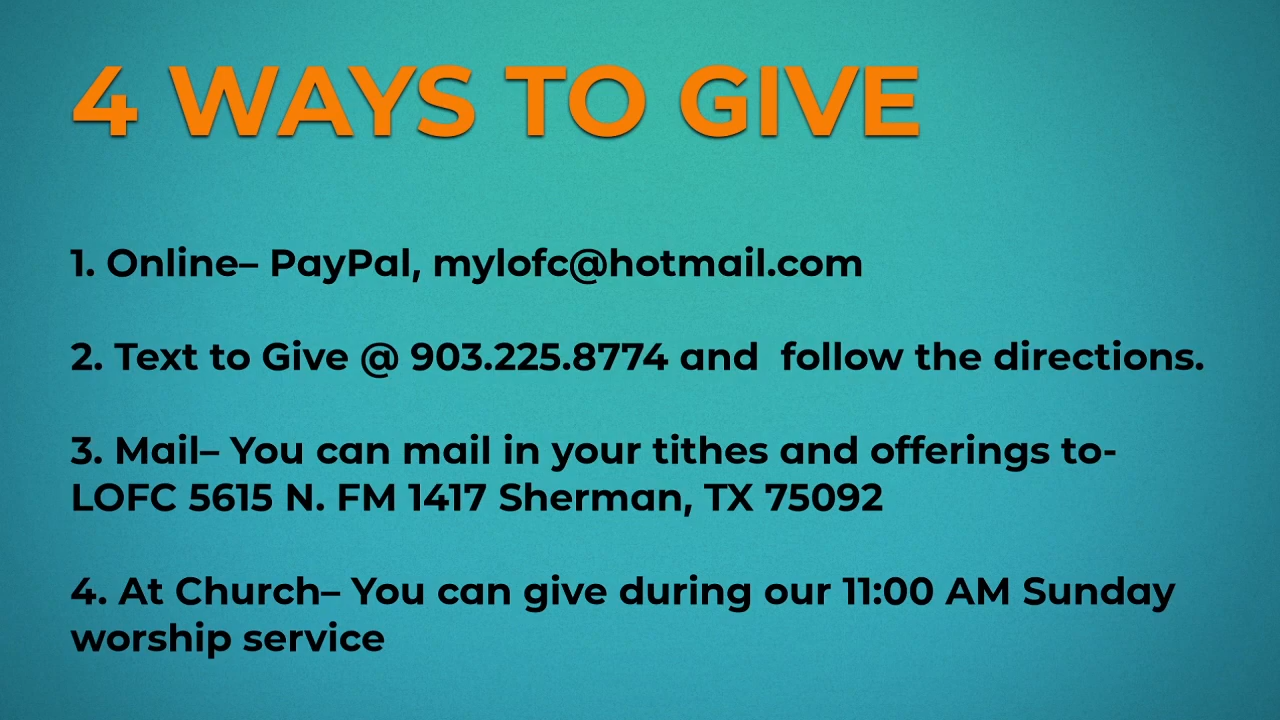 4 WAYS TO GIVE
1. Online– PayPal, mylofc@hotmail.com
2. Text to Give @ 903.225.8774 and  follow the directions.
3. Mail– You can mail in your tithes and offerings to-
LOFC 5615 N. FM 1417 Sherman, TX 75092
4. At Church– You can give during our 11:00 AM Sunday
worship service